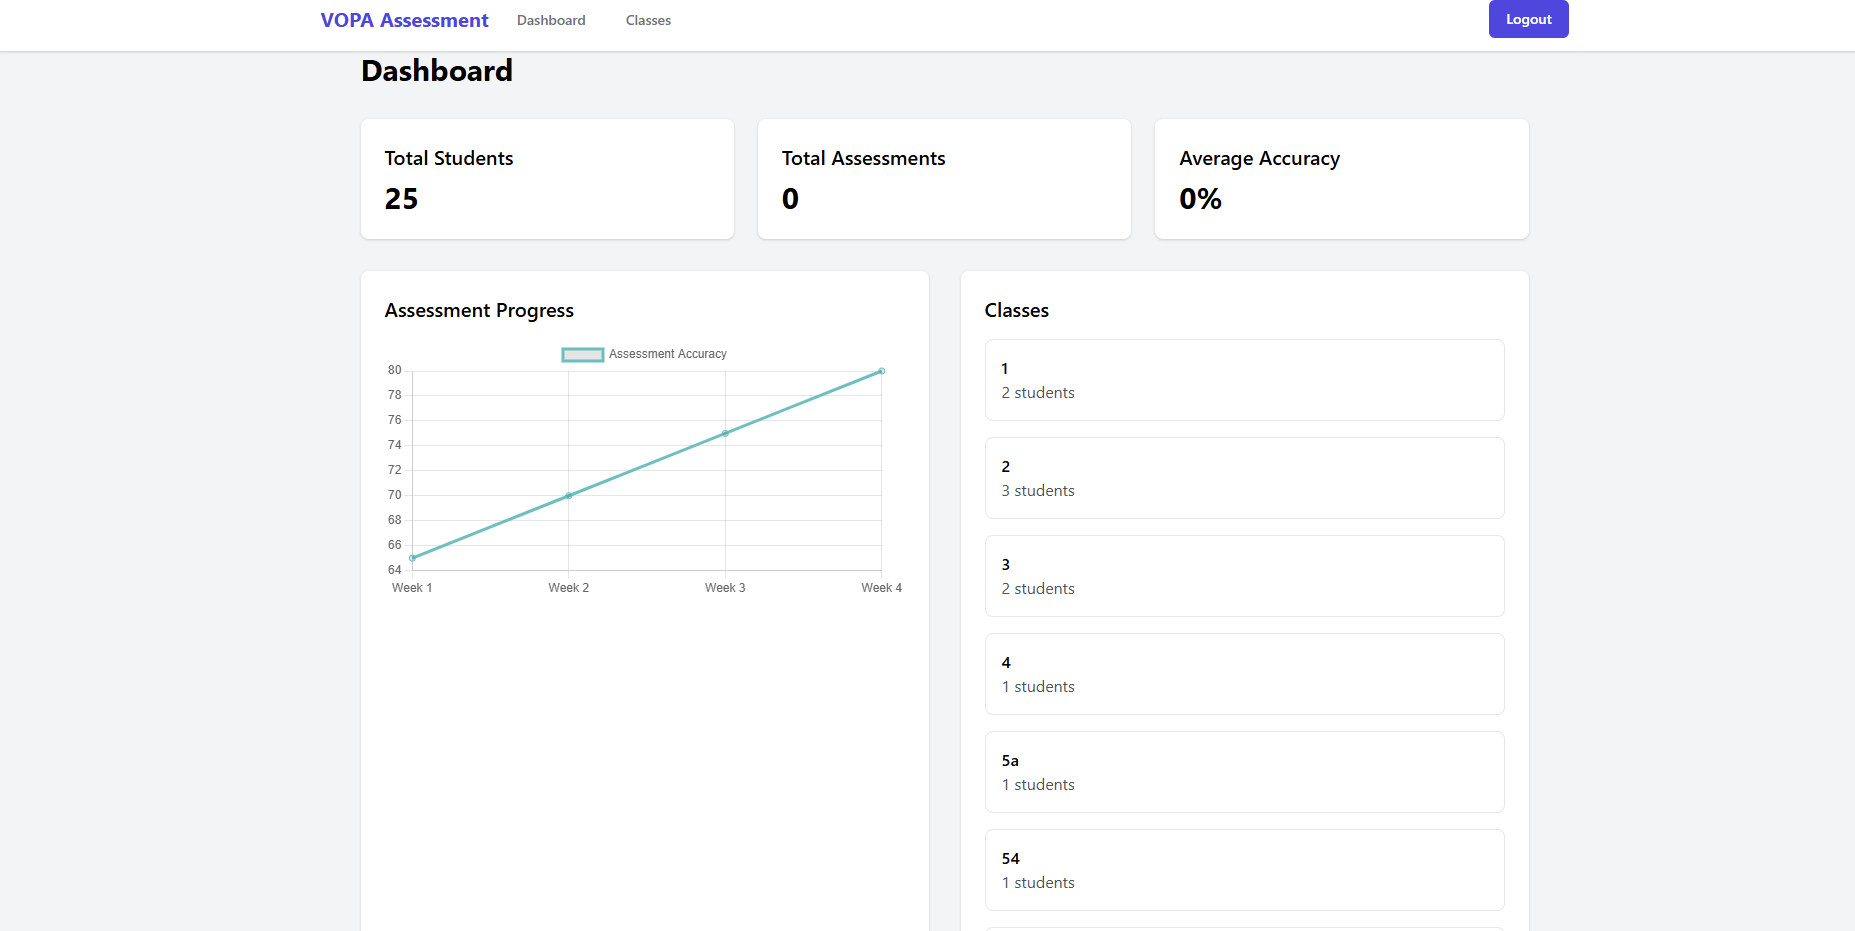 VOPA Assessment Dashboard Classes Logout
Dashboard
Total Students
25
Total Assessments
0
Average Accuracy
0%
Assessment Progress
Assessment Accuracy
80
78
76
74
72
70
68
66
64
Week 1 Week 2 Week 3 Week 4
Classes
1
2 students
2
3 students
3
2 students
4
1 students
5a
1 students
54
1 students